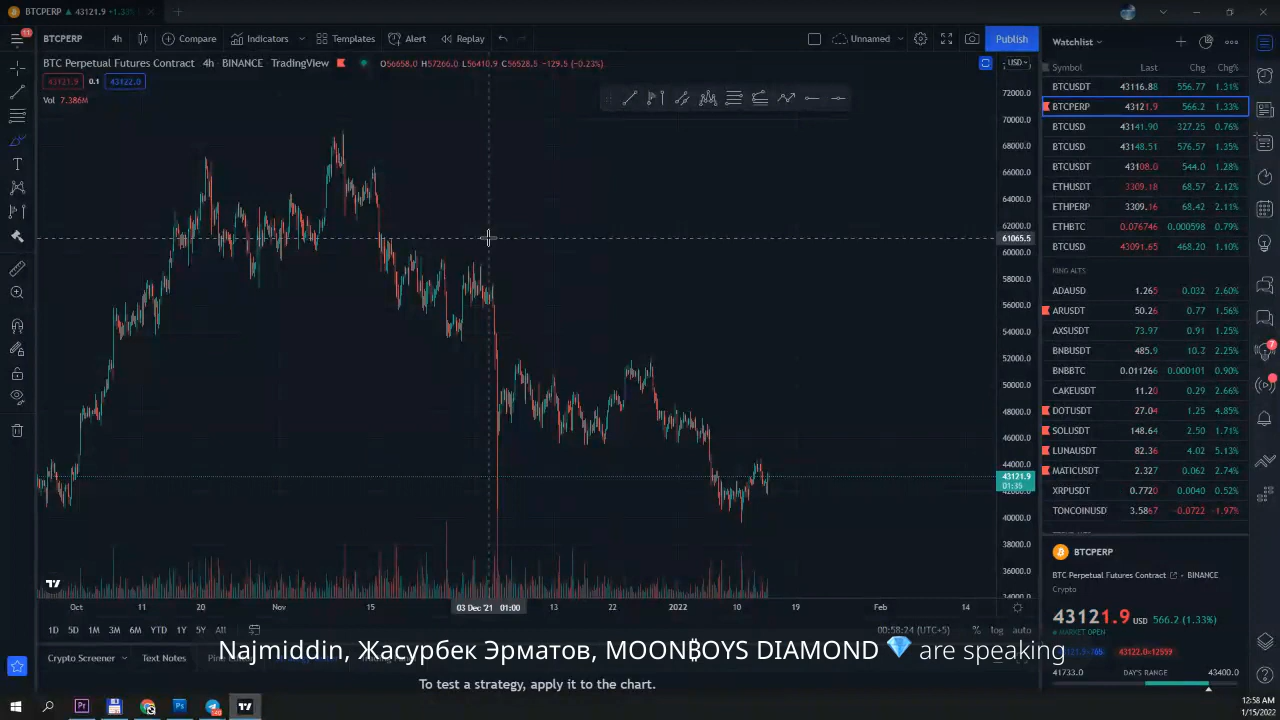 BTCPERP ▲ 43121.9 +1.33%
11
BTCPERP 4h Compare Indicators Templates Alert Replay Unnamed Publish
BTC Perpetual Futures Contract 4h BINANCE TradingView O56658.0 H57266.0 L56410.9 C56528.5 −129.5 (−0.23%)
43121.9 0.1 43122.0
Vol 7.386M
USD
72000.0
70000.0
68000.0
66000.0
64000.0
62000.0
61065.5
60000.0
58000.0
56000.0
54000.0
52000.0
50000.0
48000.0
46000.0
44000.0
43121.9
01:35
42000.0
40000.0
38000.0
36000.0
34000.0
Oct 11 20 Nov 15 03 Dec '21 01:00 13 22 2022 10 19 Feb 14
1D 5D 1M 3M 6M YTD 1Y 5Y All 00:58:24 (UTC+5) % log auto
Crypto Screener Text Notes
Najmiddin, Жасурбек Эрматов, MOON₿OYS DIAMOND 💎 are speaking
To test a strategy, apply it to the chart.
Watchlist
Symbol Last Chg Chg%
BTCUSDT 43116.88 556.77 1.31%
BTCPERP 43121.9 566.2 1.33%
BTCUSD 43141.90 327.25 0.76%
BTCUSD 43148.51 576.57 1.35%
BTCUSDT 43108.0 544.0 1.28%
ETHUSDT 3309.18 68.57 2.12%
ETHPERP 3309.16 68.42 2.11%
ETHBTC 0.076746 0.000598 0.79%
BTCUSD 43091.65 468.20 1.10%
KING ALTS
ADAUSD 1.265 0.032 2.60%
ARUSDT 50.26 0.77 1.56%
AXSUSDT 73.97 0.91 1.25%
BNBUSDT 485.9 10.7 2.25%
BNBBTC 0.011266 0.000101 0.90%
CAKEUSDT 11.20 0.29 2.66%
DOTUSDT 27.04 1.25 4.85%
SOLUSDT 148.64 2.50 1.71%
LUNAUSDT 82.36 4.02 5.13%
MATICUSDT 2.327 0.062 2.74%
XRPUSDT 0.7720 0.0040 0.52%
TONCOINUSD 3.5867 −0.0722 −1.97%
BTCPERP
BTC Perpetual Futures Contract • BINANCE
Crypto
43121.9 USD 566.2 (1.33%)
MARKET OPEN
43122.0×12559
41733.0 DAY'S RANGE 43400.0
7
12:58 AM
1/15/2022